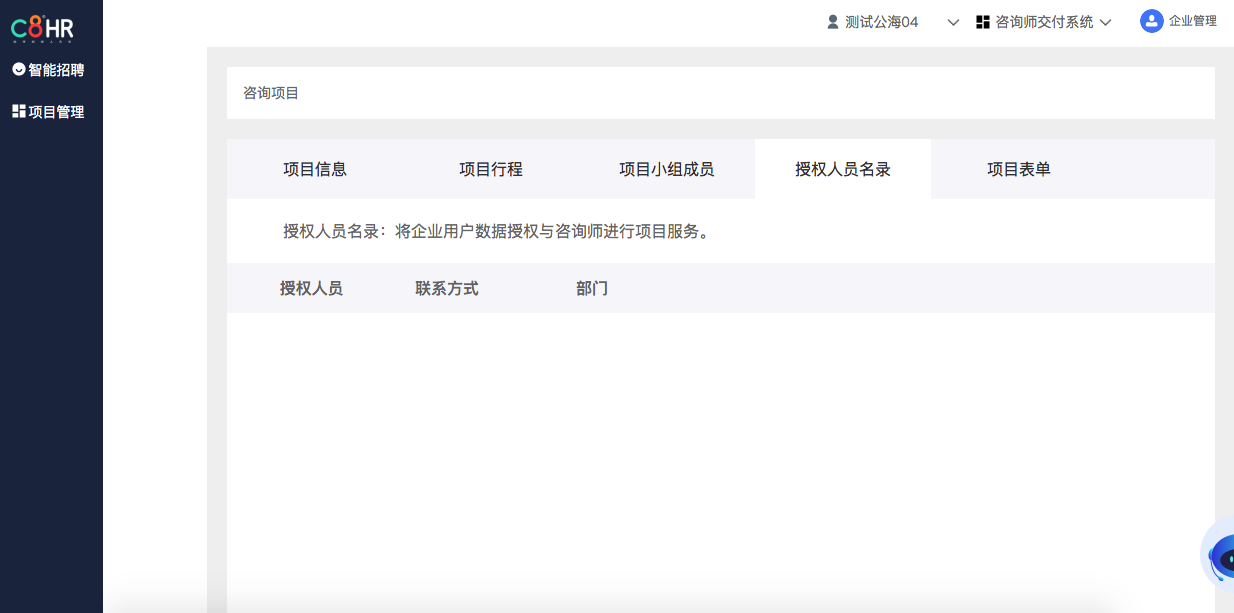 C8HR
测试公海04
咨询师交付系统
企业管理
智能招聘
项目管理
咨询项目
项目信息 项目行程 项目小组成员 授权人员名录 项目表单
授权人员名录：将企业用户数据授权与咨询师进行项目服务。
授权人员 联系方式 部门